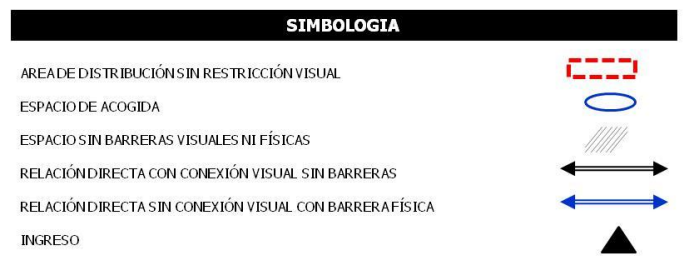 SIMBOLOGIA
AREA DE DISTRIBUCIÓN SIN RESTRICCIÓN VISUAL
ESPACIO DE ACOGIDA
ESPACIO SIN BARRERAS VISUALES NI FÍSICAS
RELACIÓN DIRECTA CON CONEXIÓN VISUAL SIN BARRERAS
RELACIÓN DIRECTA SIN CONEXIÓN VISUAL CON BARRERA FÍSICA
INGRESO